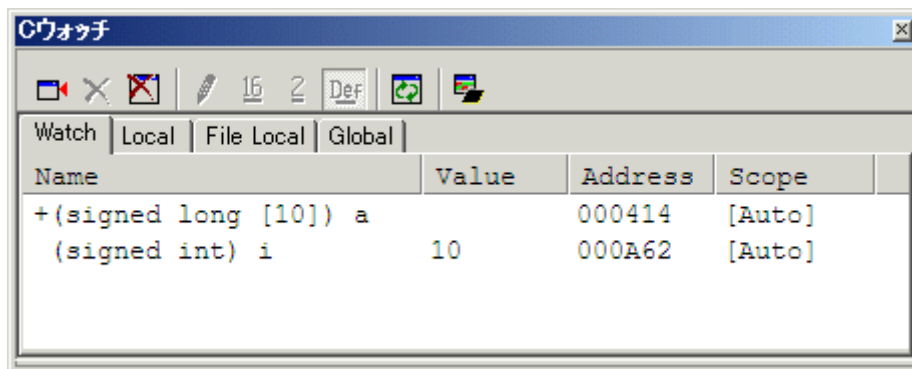 Cウォッチ
16 2 Def
Watch Local File Local Global
Name Value Address Scope
+(signed long [10]) a 000414 [Auto]
(signed int) i 10 000A62 [Auto]